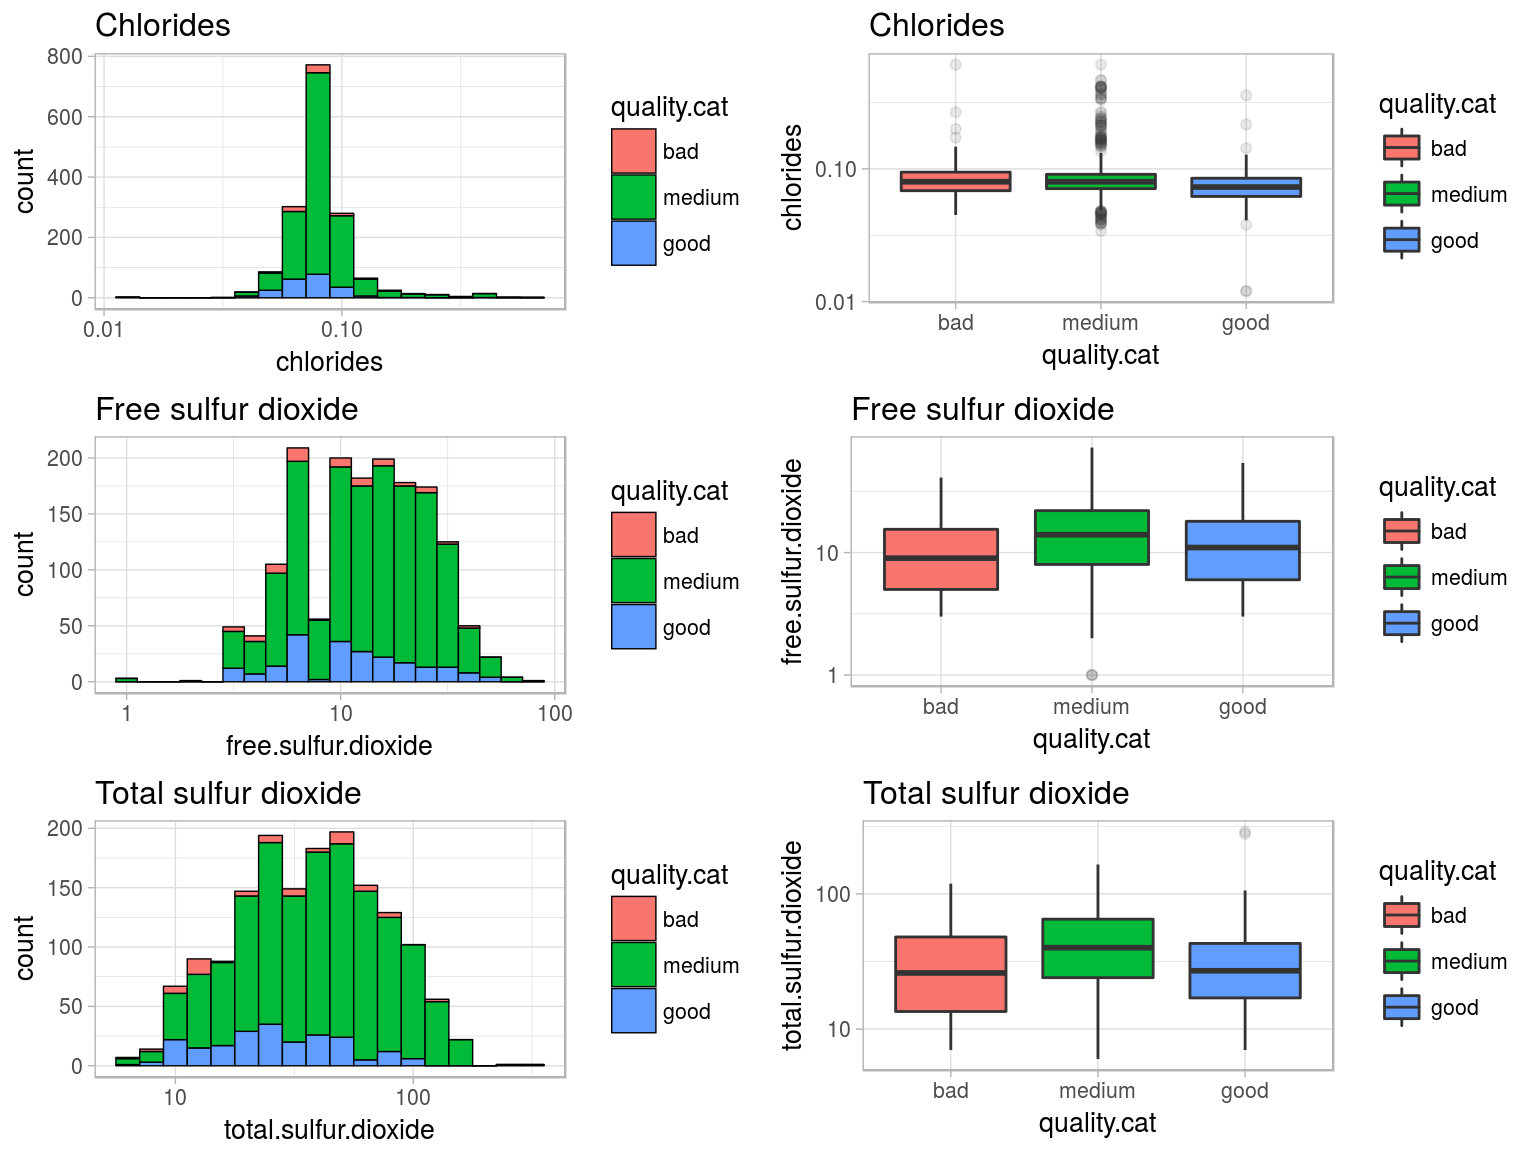 Chlorides
800
600
400
200
0
count
0.01
0.10
chlorides
quality.cat
bad
medium
good
Chlorides
0.10
0.01
chlorides
bad
medium
good
quality.cat
quality.cat
bad
medium
good
Free sulfur dioxide
200
150
100
50
0
count
1
10
100
free.sulfur.dioxide
quality.cat
bad
medium
good
Free sulfur dioxide
10
1
free.sulfur.dioxide
bad
medium
good
quality.cat
quality.cat
bad
medium
good
Total sulfur dioxide
200
150
100
50
0
count
10
100
total.sulfur.dioxide
quality.cat
bad
medium
good
Total sulfur dioxide
100
10
total.sulfur.dioxide
bad
medium
good
quality.cat
quality.cat
bad
medium
good